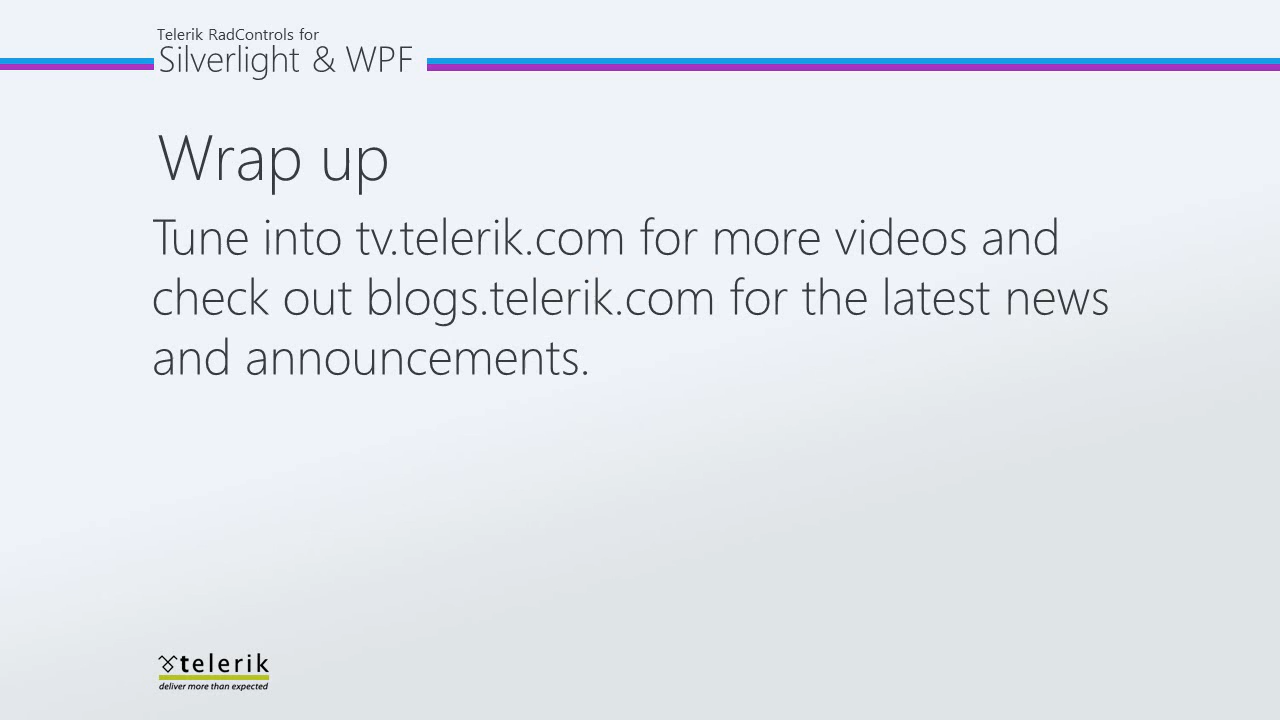 Telerik RadControls for
Silverlight & WPF
Wrap up
Tune into tv.telerik.com for more videos and
check out blogs.telerik.com for the latest news
and announcements.
telerik
deliver more than expected